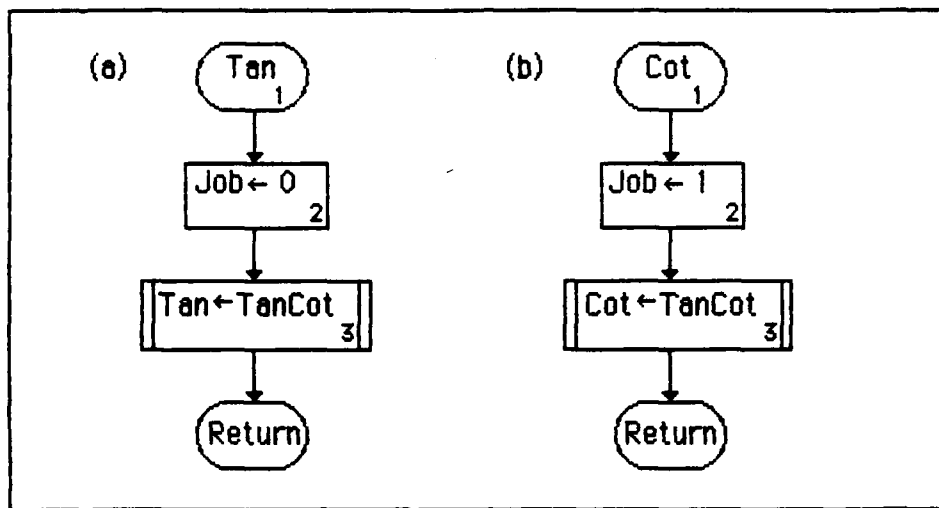 (a)
Tan
1
Job ← 0
2
Tan←TanCot
3
Return
(b)
Cot
1
Job ← 1
2
Cot←TanCot
3
Return